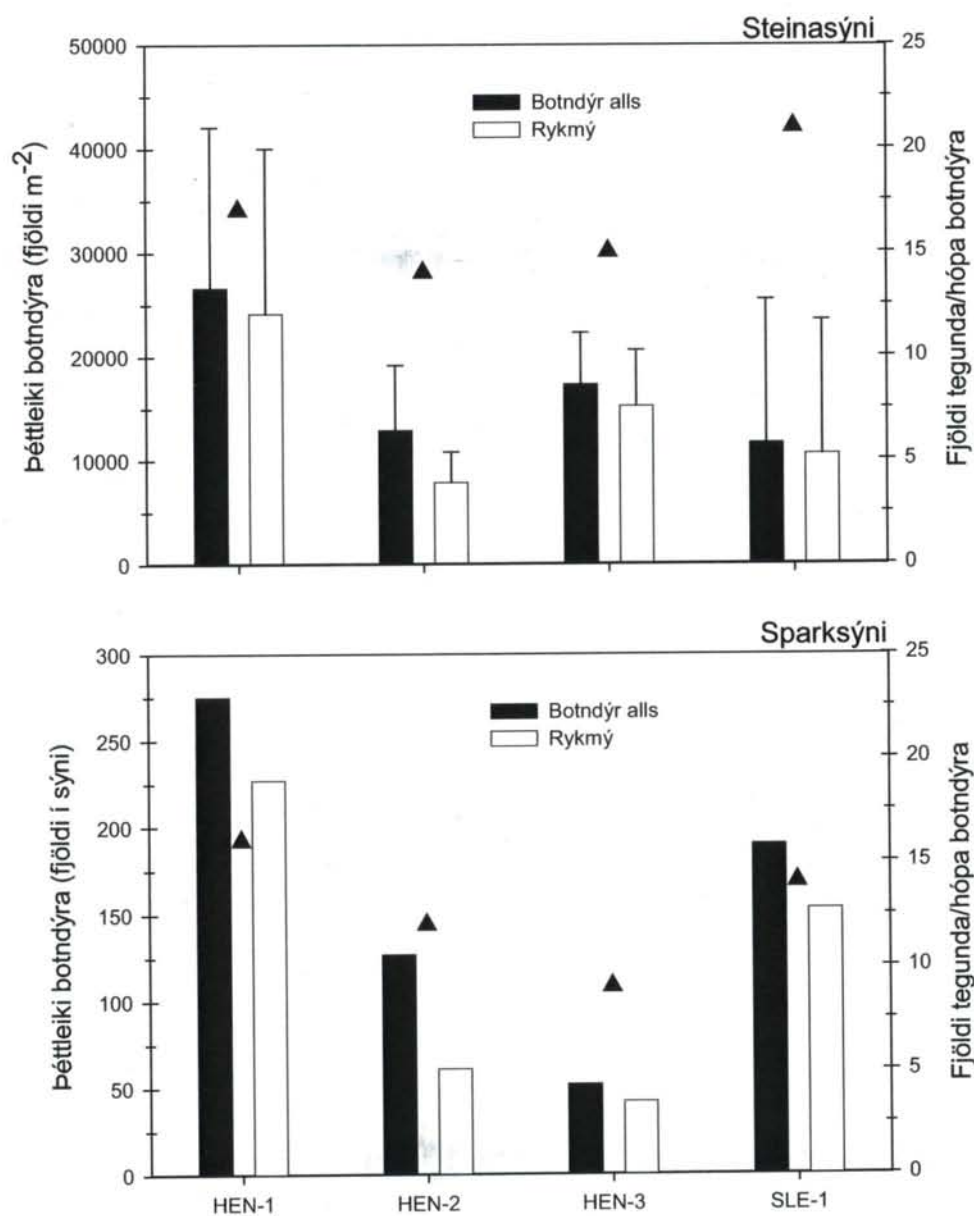 Steinasýni
50000
40000
30000
20000
10000
0
Þéttleiki botndýra (fjöldi m⁻²)
Botndýr alls
Rykmý
25
20
15
10
5
0
Fjöldi tegunda/hópa botndýra
Sparksýni
300
250
200
150
100
50
0
Þéttleiki botndýra (fjöldi í sýni)
Botndýr alls
Rykmý
25
20
15
10
5
0
Fjöldi tegunda/hópa botndýra
HEN-1 HEN-2 HEN-3 SLE-1